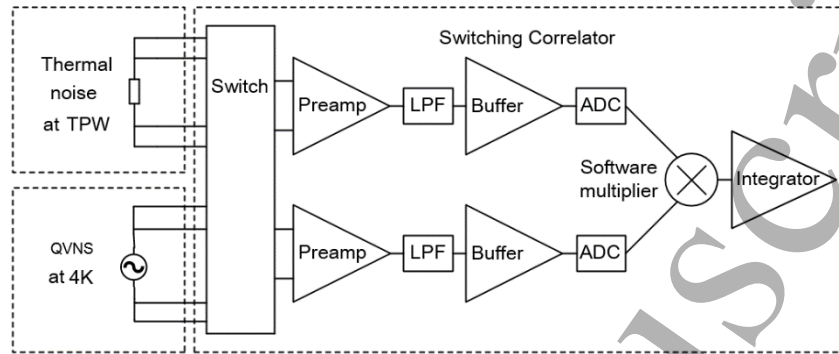 Switching Correlator
Thermal
noise
at TPW
Switch
Preamp
LPF
Buffer
ADC
Software
multiplier
Integrator
QVNS
at 4K
Preamp
LPF
Buffer
ADC